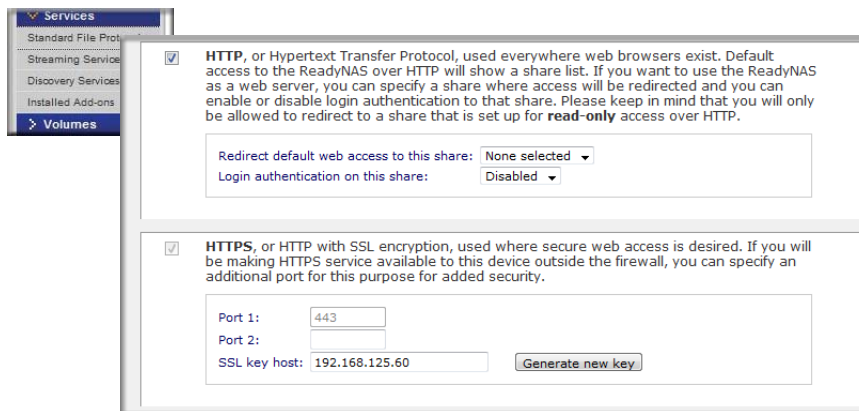 Services
Standard File Prot
Streaming Service
Discovery Services
Installed Add-ons
Volumes
HTTP, or Hypertext Transfer Protocol, used everywhere web browsers exist. Default
access to the ReadyNAS over HTTP will show a share list. If you want to use the ReadyNAS
as a web server, you can specify a share where access will be redirected and you can
enable or disable login authentication to that share. Please keep in mind that you will only
be allowed to redirect to a share that is set up for read-only access over HTTP.
Redirect default web access to this share: None selected
Login authentication on this share: Disabled
HTTPS, or HTTP with SSL encryption, used where secure web access is desired. If you will
be making HTTPS service available to this device outside the firewall, you can specify an
additional port for this purpose for added security.
Port 1: 443
Port 2:
SSL key host: 192.168.125.60 Generate new key